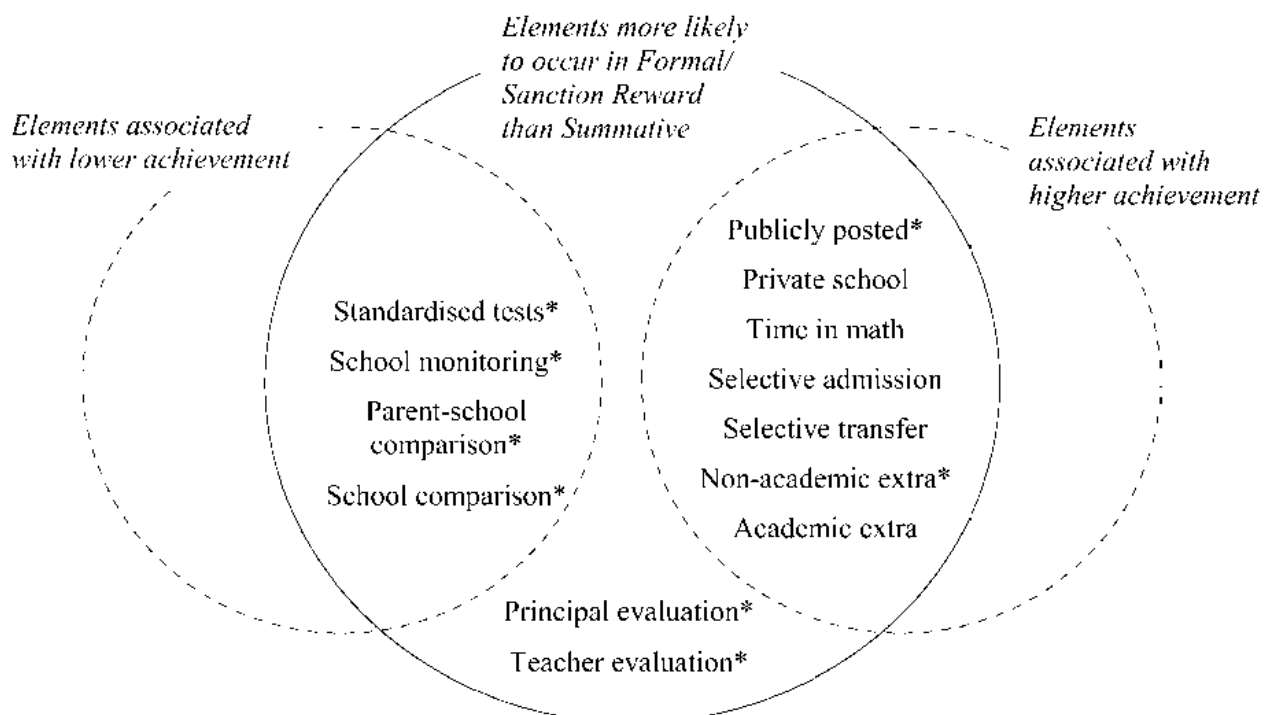 Elements more likely
to occur in Formal/
Sanction Reward
than Summative
Elements associated
with lower achievement
Elements
associated with
higher achievement
Standardised tests*
School monitoring*
Parent-school
comparison*
School comparison*
Publicly posted*
Private school
Time in math
Selective admission
Selective transfer
Non-academic extra*
Academic extra
Principal evaluation*
Teacher evaluation*